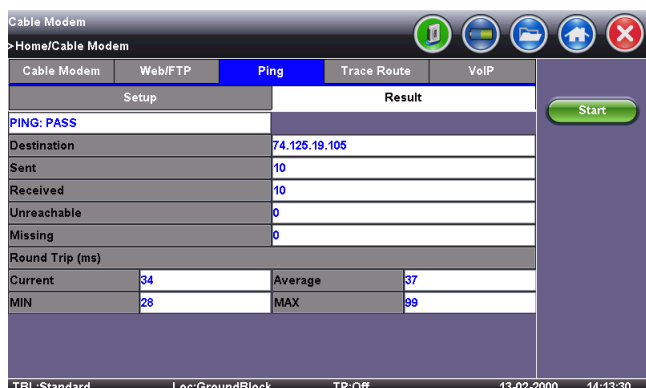 Cable Modem
>Home/Cable Modem
Cable Modem Web/FTP Ping Trace Route VoIP
Setup Result
Start
PING: PASS
Destination 74.125.19.105
Sent 10
Received 10
Unreachable 0
Missing 0
Round Trip (ms)
Current 34 Average 37
MIN 28 MAX 99
TBL:Standard Loc:GroundBlock TP:Off 13-02-2000 14:13:30